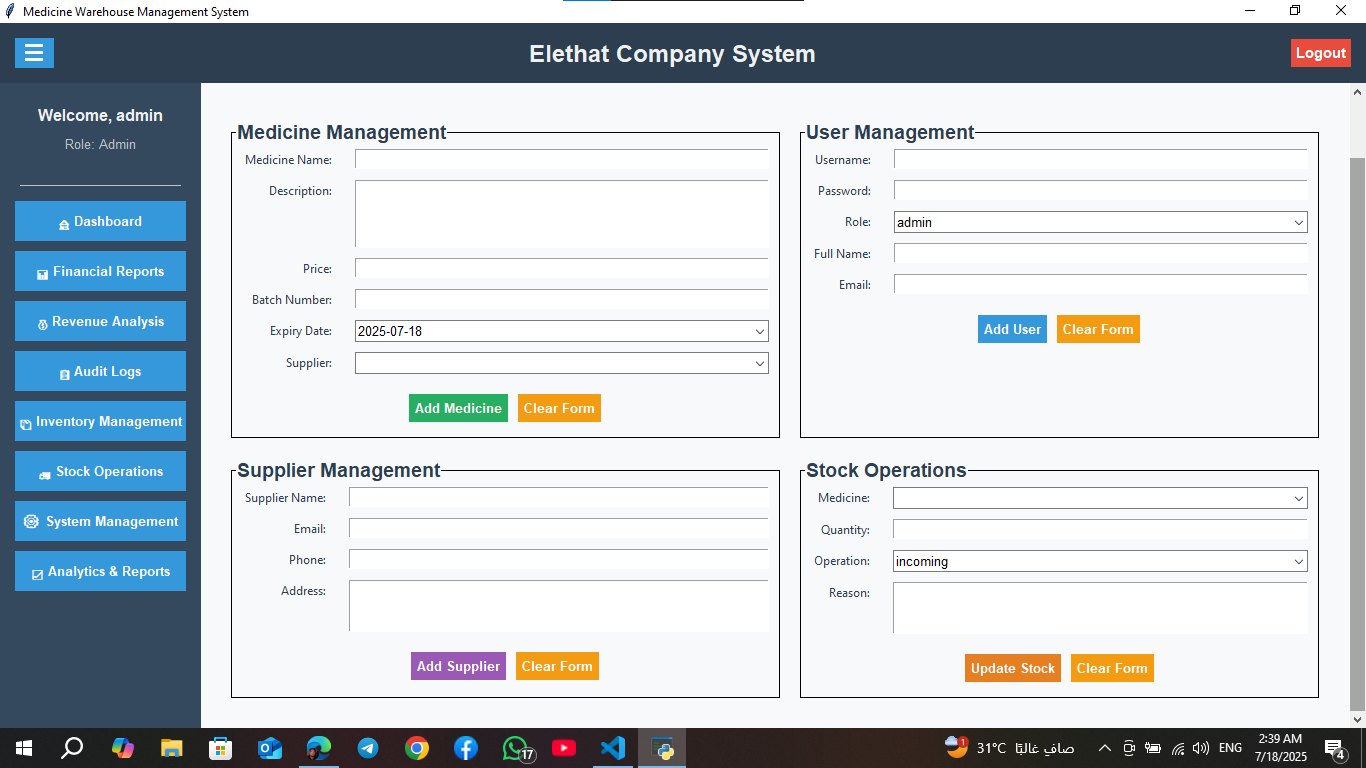 Medicine Warehouse Management System
Elethat Company System
Logout
Welcome, admin
Role: Admin
Dashboard
Financial Reports
Revenue Analysis
Audit Logs
Inventory Management
Stock Operations
System Management
Analytics & Reports
Medicine Management
Medicine Name:
Description:
Price:
Batch Number:
Expiry Date: 2025-07-18
Supplier:
Add Medicine Clear Form
User Management
Username:
Password:
Role: admin
Full Name:
Email:
Add User Clear Form
Supplier Management
Supplier Name:
Email:
Phone:
Address:
Add Supplier Clear Form
Stock Operations
Medicine:
Quantity:
Operation: incoming
Reason:
Update Stock Clear Form
17
1
31°C صافٍ غالبًا
ENG
2:39 AM
7/18/2025
4